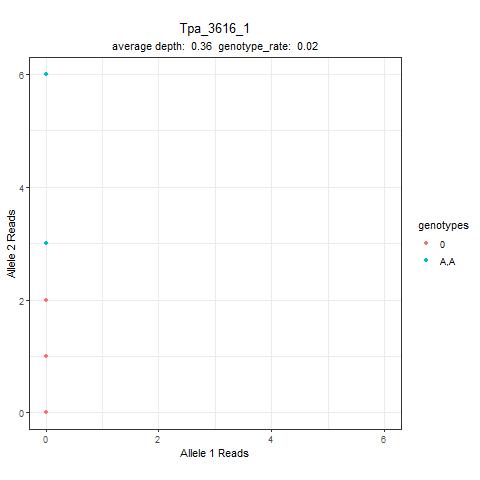 Tpa_3616_1
average depth: 0.36 genotype_rate: 0.02
6
4
2
0
Allele 2 Reads
0 2 4 6
Allele 1 Reads
genotypes
0
A,A